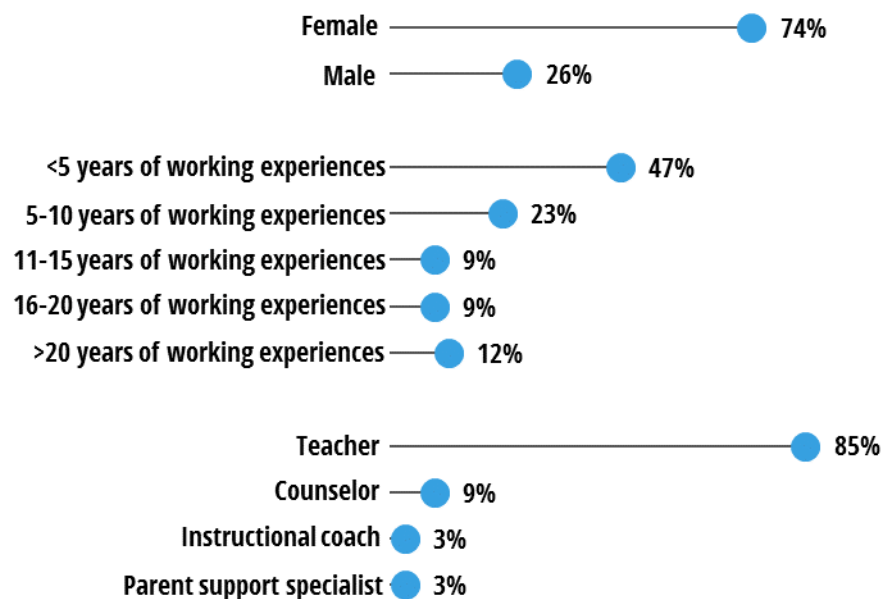 Female 74%
Male 26%
<5 years of working experiences 47%
5-10 years of working experiences 23%
11-15 years of working experiences 9%
16-20 years of working experiences 9%
>20 years of working experiences 12%
Teacher 85%
Counselor 9%
Instructional coach 3%
Parent support specialist 3%